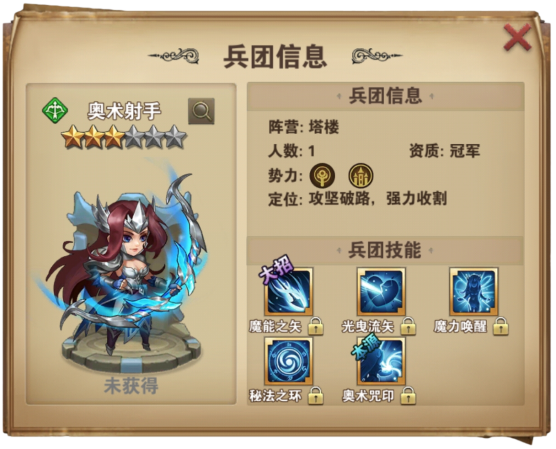 兵团信息
奥术射手
未获得
兵团信息
阵营: 塔楼
人数: 1 资质: 冠军
势力:
定位: 攻坚破路，强力收割
兵团技能
大招
魔能之矢 光曳流矢 魔力唤醒
本源
秘法之环 奥术咒印